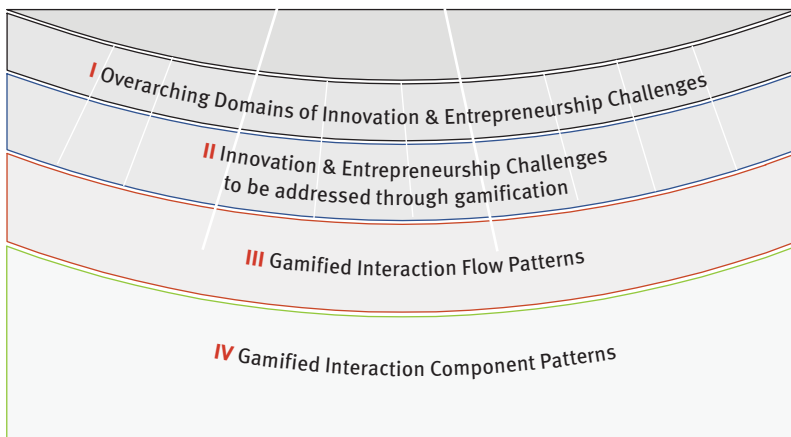 I Overarching Domains of Innovation & Entrepreneurship Challenges
II Innovation & Entrepreneurship Challenges
to be addressed through gamification
III Gamified Interaction Flow Patterns
IV Gamified Interaction Component Patterns